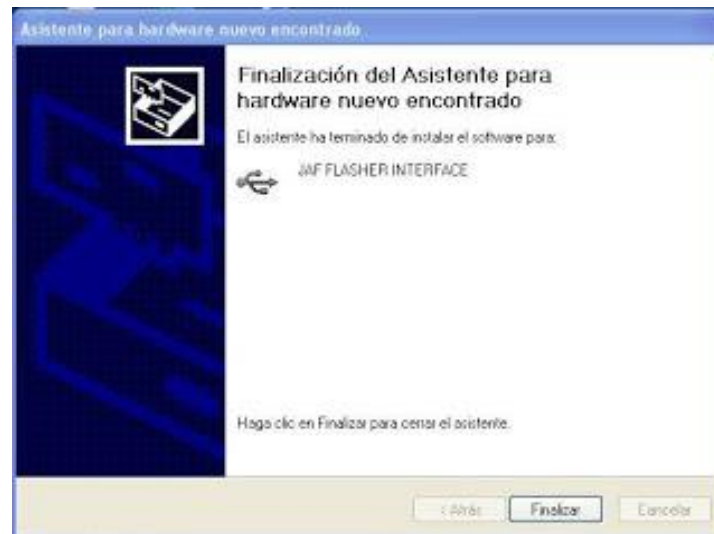 Asistente para hardware nuevo encontrado
Finalización del Asistente para
hardware nuevo encontrado
El asistente ha terminado de instalar el software para:
JAF FLASHER INTERFACE
Haga clic en Finalizar para cerrar el asistente.
< Atrás
Finalizar
Cancelar